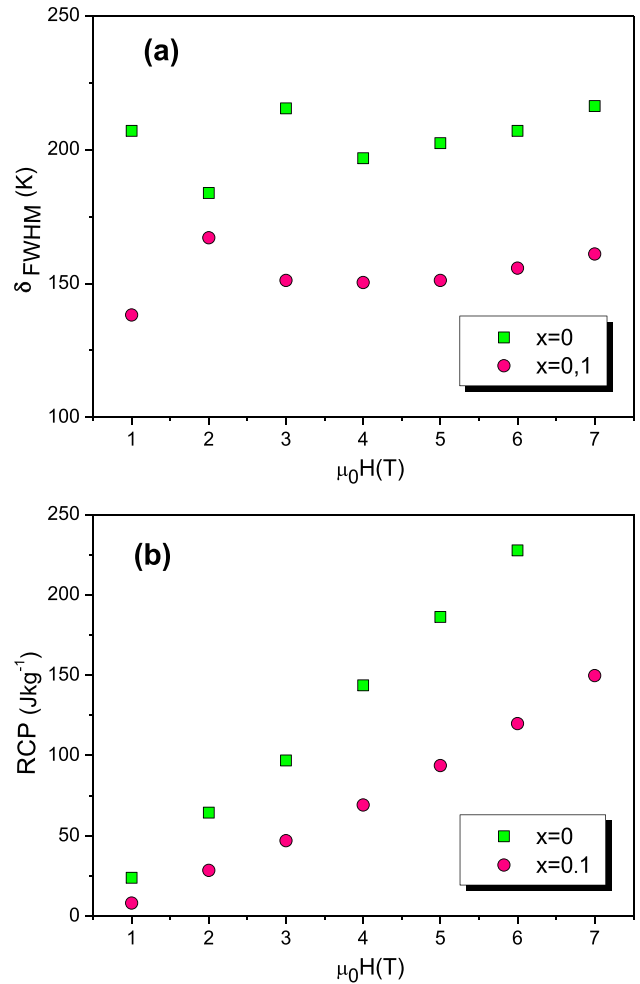 (a)
250
200
150
100
δ FWHM (K)
x=0
x=0,1
1 2 3 4 5 6 7
μ0H(T)
(b)
250
200
150
100
50
0
RCP (Jkg-1)
x=0
x=0.1
1 2 3 4 5 6 7
μ0H(T)